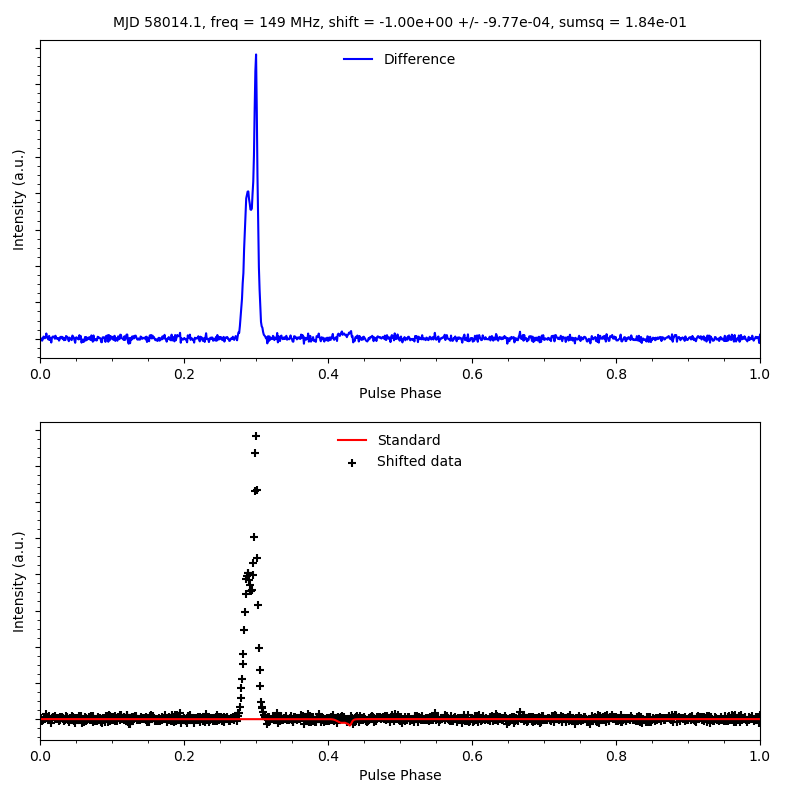 MJD 58014.1, freq = 149 MHz, shift = -1.00e+00 +/- -9.77e-04, sumsq = 1.84e-01
Difference
Intensity (a.u.)
0.0 0.2 0.4 0.6 0.8 1.0
Pulse Phase
Standard
Shifted data
Intensity (a.u.)
0.0 0.2 0.4 0.6 0.8 1.0
Pulse Phase